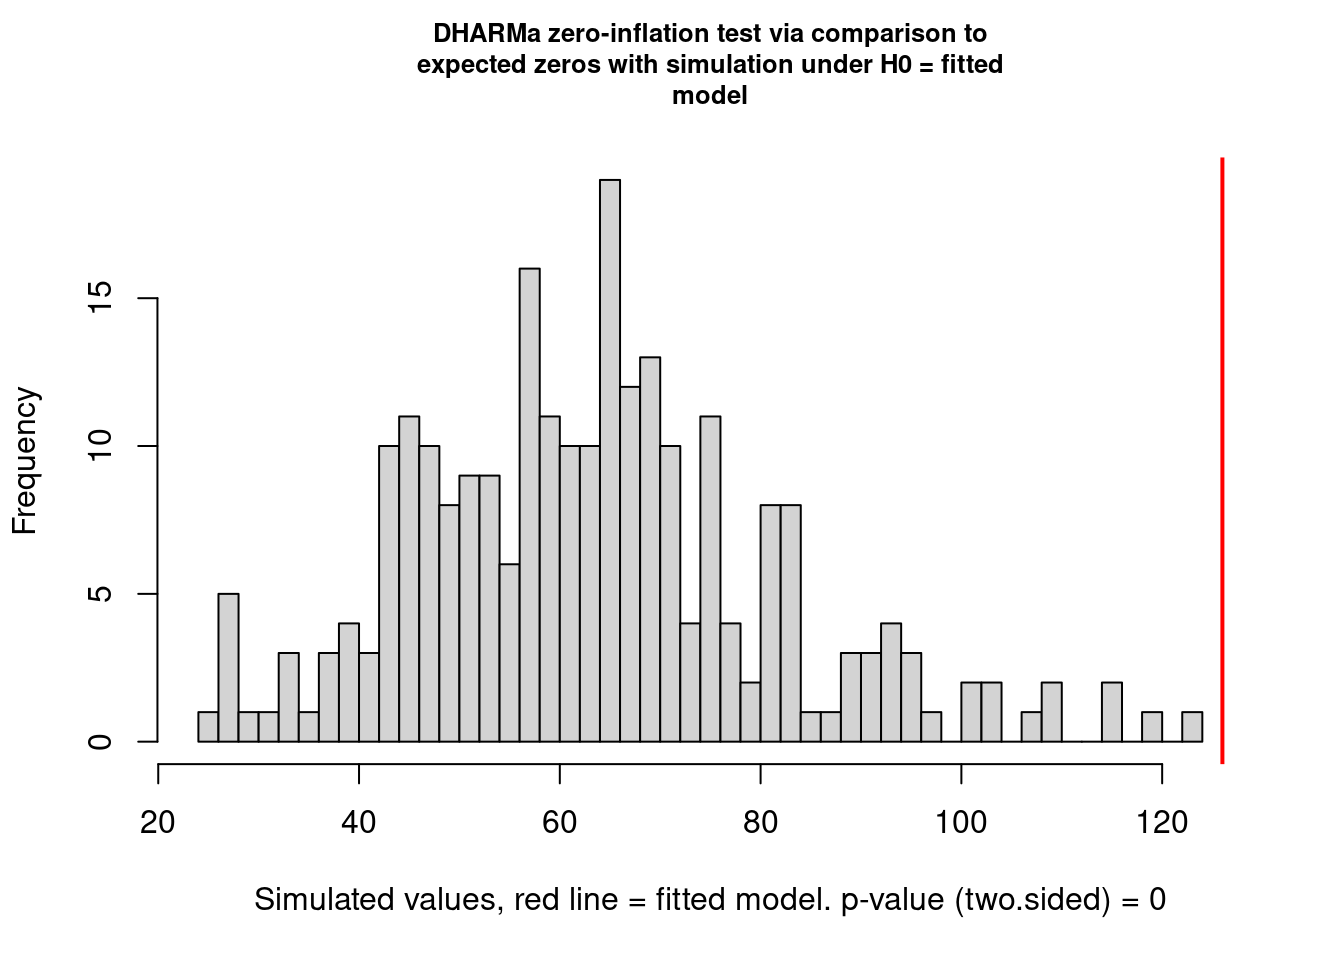 DHARMa zero-inflation test via comparison to
expected zeros with simulation under H0 = fitted
model
Frequency
15
10
5
0
20 40 60 80 100 120
Simulated values, red line = fitted model. p-value (two.sided) = 0